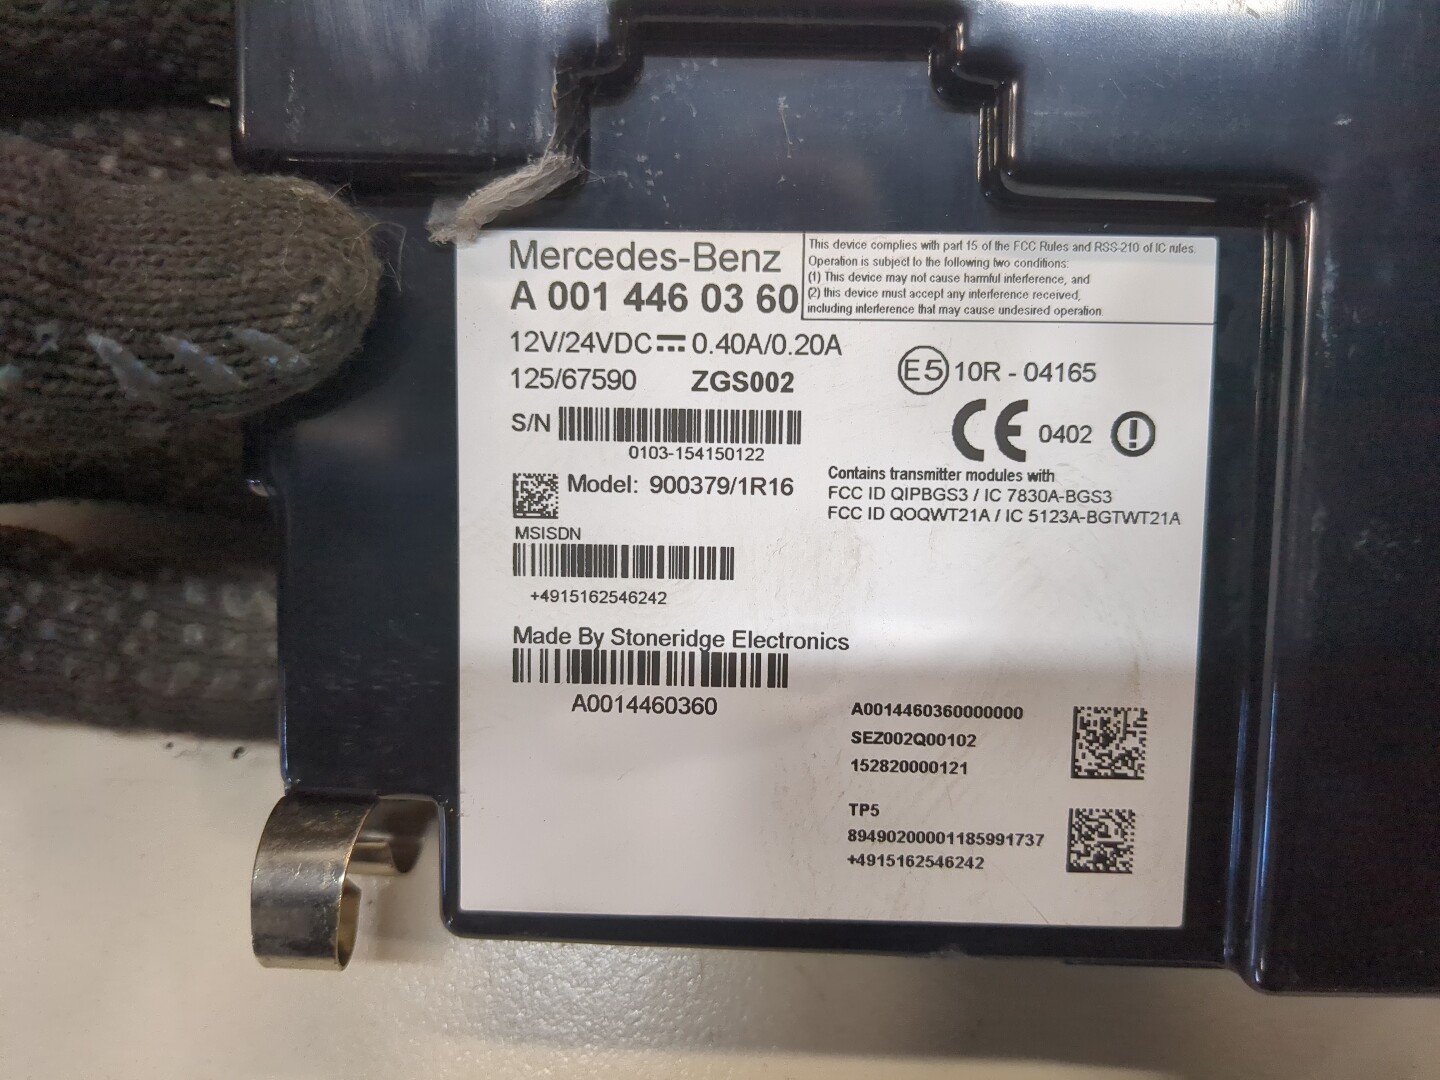 Mercedes-Benz
A 001 446 0360
This device complies with part 15 of the FCC Rules and RSS-210 of IC rules.
Operation is subject to the following two conditions:
(1) This device may not cause harmful interference, and
(2) this device must accept any interference received,
including interference that may cause undesired operation
12V/24VDC 0.40A/0.20A
125/67590 ZGS002
E5 10R - 04165
CE 0402
S/N
0103-154150122
Model: 900379/1R16
Contains transmitter modules with
FCC ID QIPBGS3 / IC 7830A-BGS3
FCC ID QOQWT21A / IC 5123A-BGTWT21A
MSISDN
+4915162546242
Made By Stoneridge Electronics
A0014460360
A0014460360000000
SEZ002Q00102
152820000121
TP5
89490200001185991737
+4915162546242